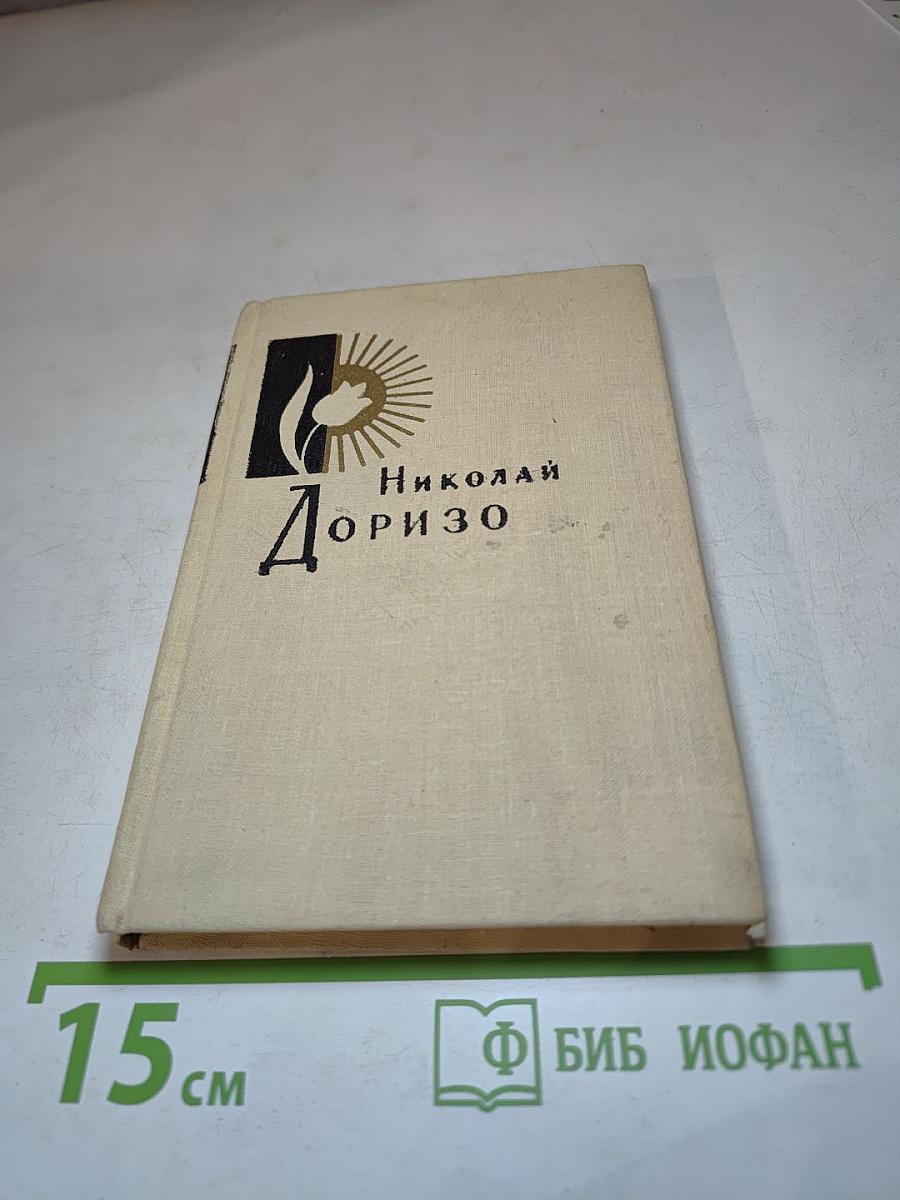 Николай
Доризо
15 см
Ф БИБ ИОФАН